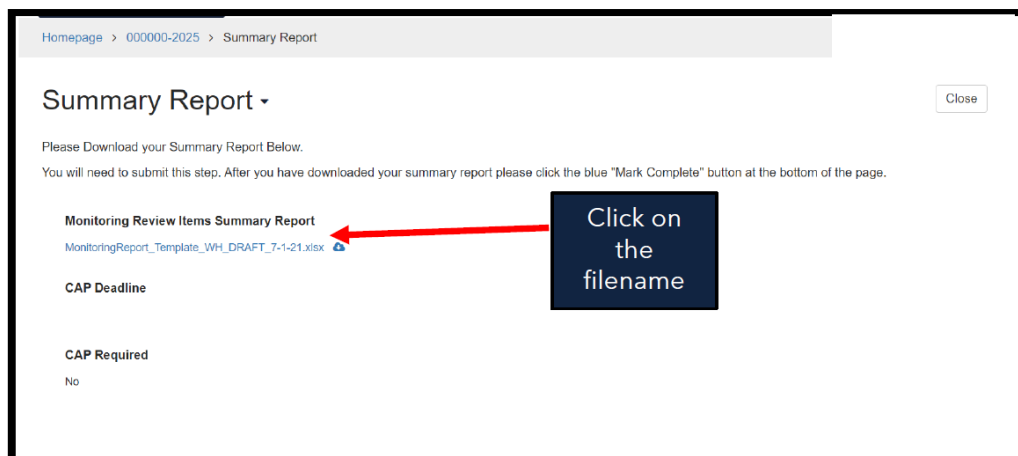 Homepage > 000000-2025 > Summary Report
Summary Report
Close
Please Download your Summary Report Below.
You will need to submit this step. After you have downloaded your summary report please click the blue "Mark Complete" button at the bottom of the page.
Monitoring Review Items Summary Report
MonitoringReport_Template_WH_DRAFT_7-1-21.xlsx
Click on
the
filename
CAP Deadline
CAP Required
No